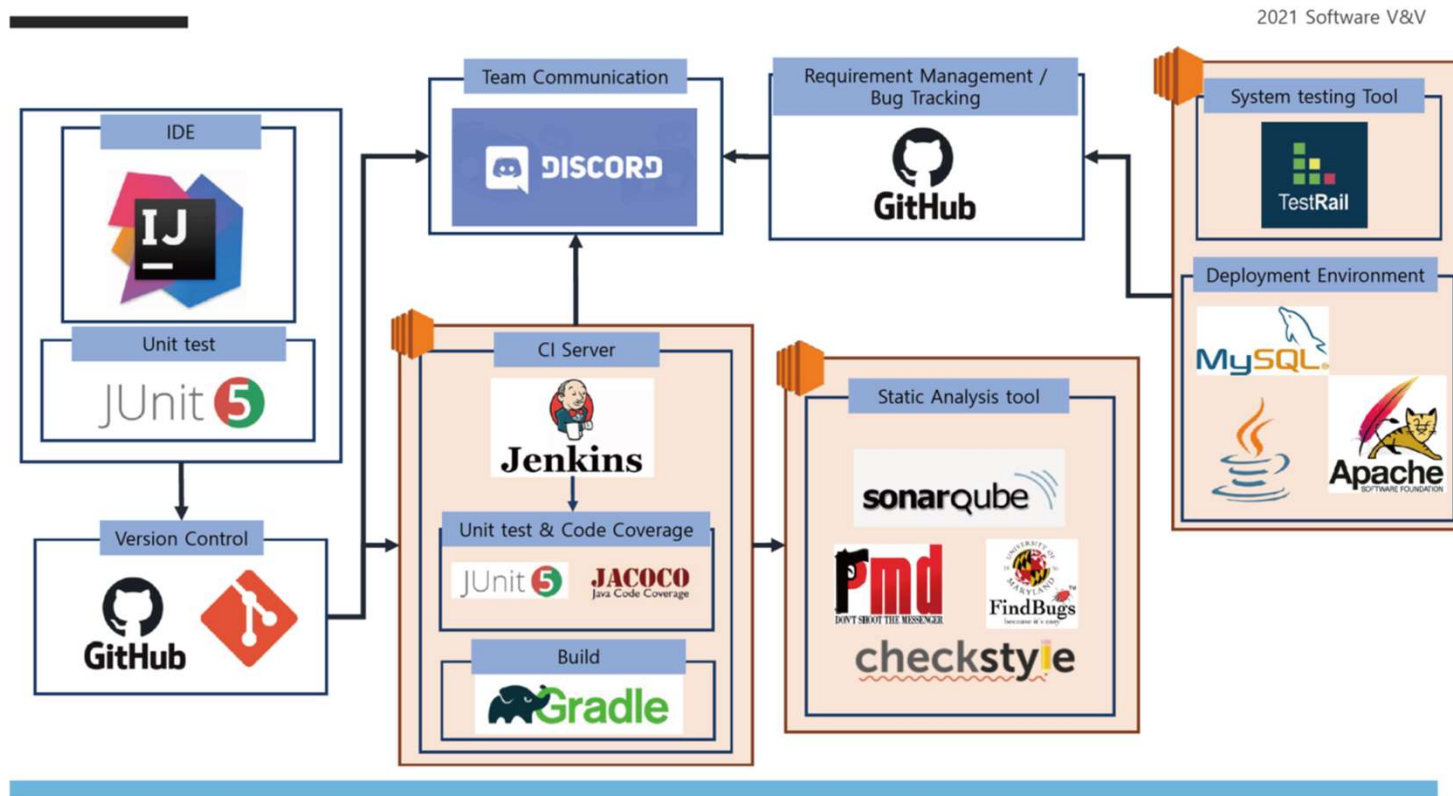 2021 Software V&V
Team Communication
DISCORD
Requirement Management /
Bug Tracking
GitHub
System testing Tool
TestRail
Deployment Environment
MySQL
Apache
SOFTWARE FOUNDATION
IDE
IJ
Unit test
JUnit 5
Version Control
GitHub
CI Server
Jenkins
Unit test & Code Coverage
JUnit 5
JACOCO
Java Code Coverage
Build
Gradle
Static Analysis tool
sonarqube
Pmd
DON'T SHOOT THE MESSENGER
UNIVERSITY OF
MARYLAND
FindBugs
because it's easy
checkstyle